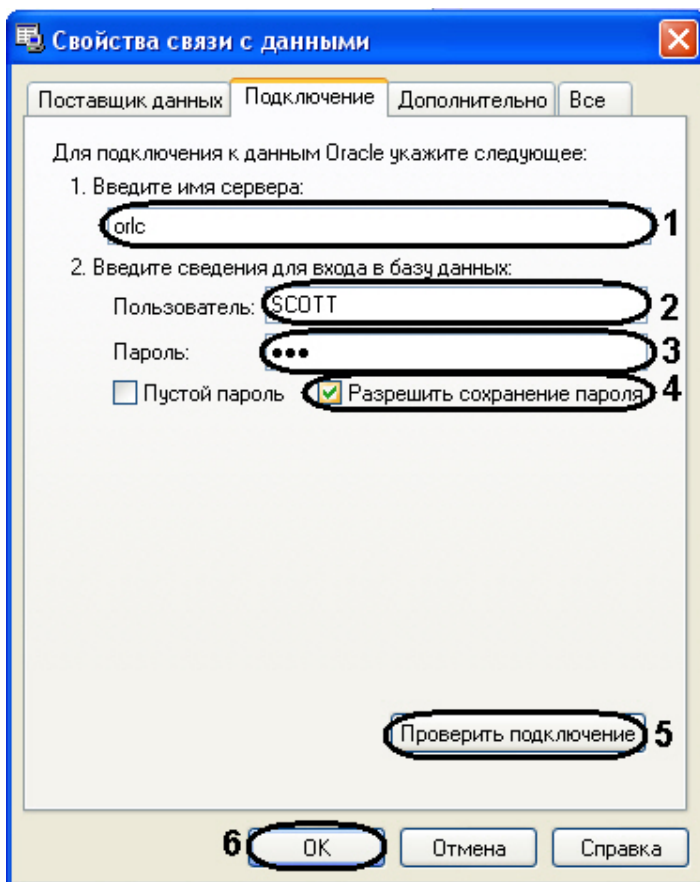 Свойства связи с данными
Поставщик данных Подключение Дополнительно Все
Для подключения к данным Oracle укажите следующее:
1. Введите имя сервера:
orlc 1
2. Введите сведения для входа в базу данных:
Пользователь: SCOTT 2
Пароль: ●●● 3
Пустой пароль Разрешить сохранение пароля 4
Проверить подключение 5
6 ОК Отмена Справка